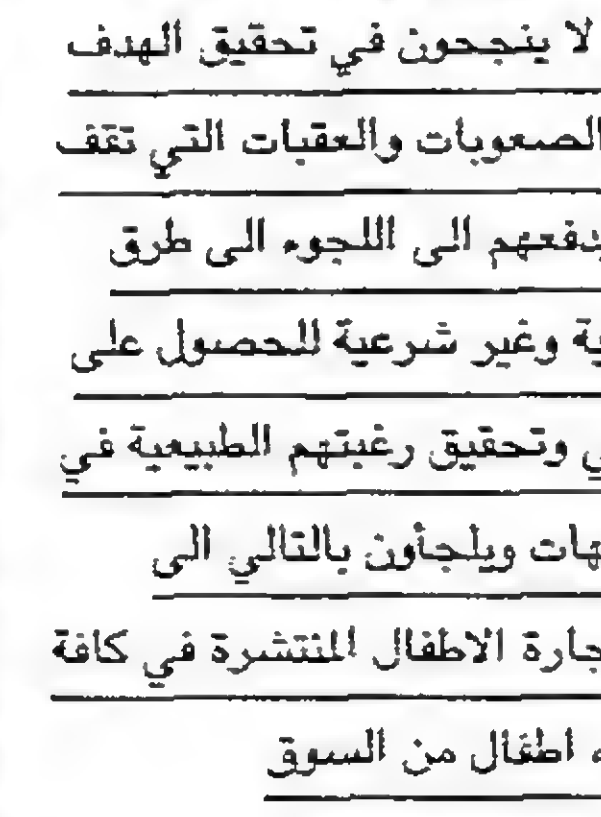 لا ينجحون في تحقيق الهدف
الصعوبات والعقبات التي تقف
الى اللجوء الى طرق
وغير شرعية للحصول على
وتحقيق رغبتهم الطبيعية في
ويلجأون بالتالي الى
الاطفال المنتشرة في كافة
اطفال من السوق